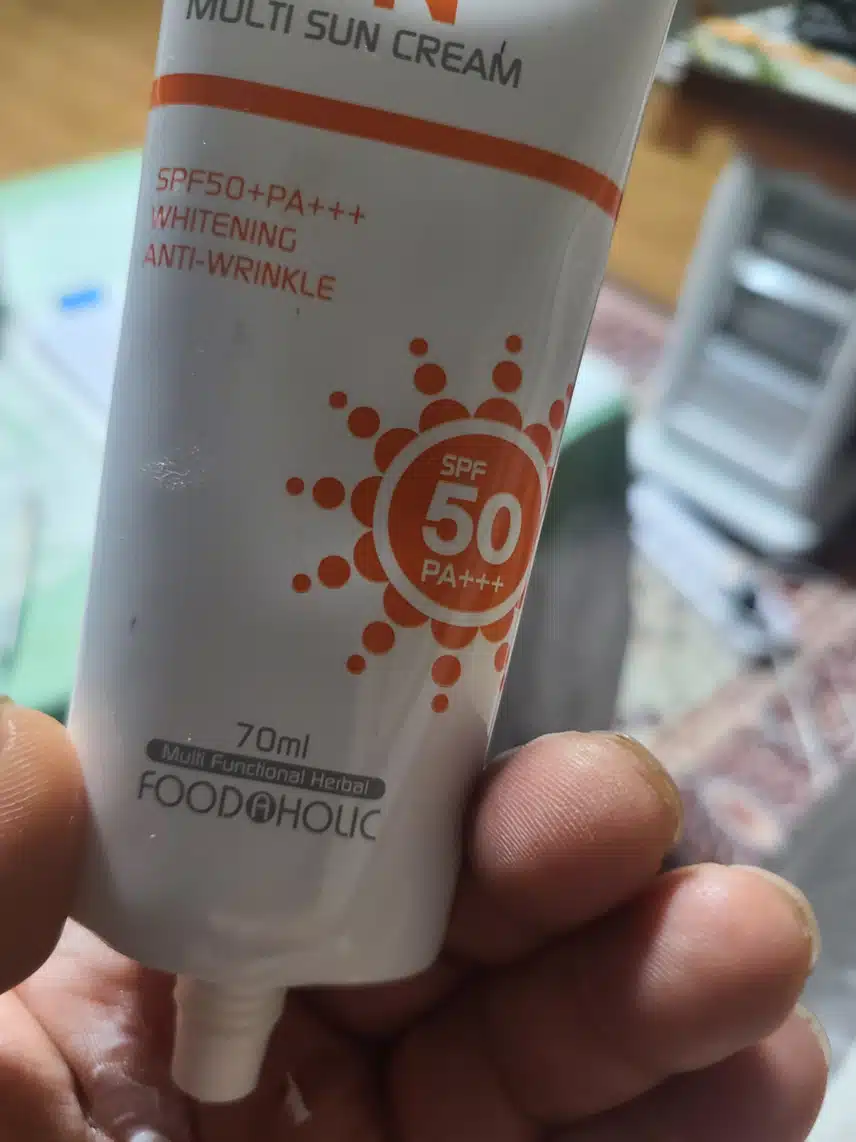 MULTI SUN CREAM
SPF50+PA+++
WHITENING
ANTI-WRINKLE
SPF
50
PA+++
70ml
Multi Functional Herbal
FOODAHOLIC